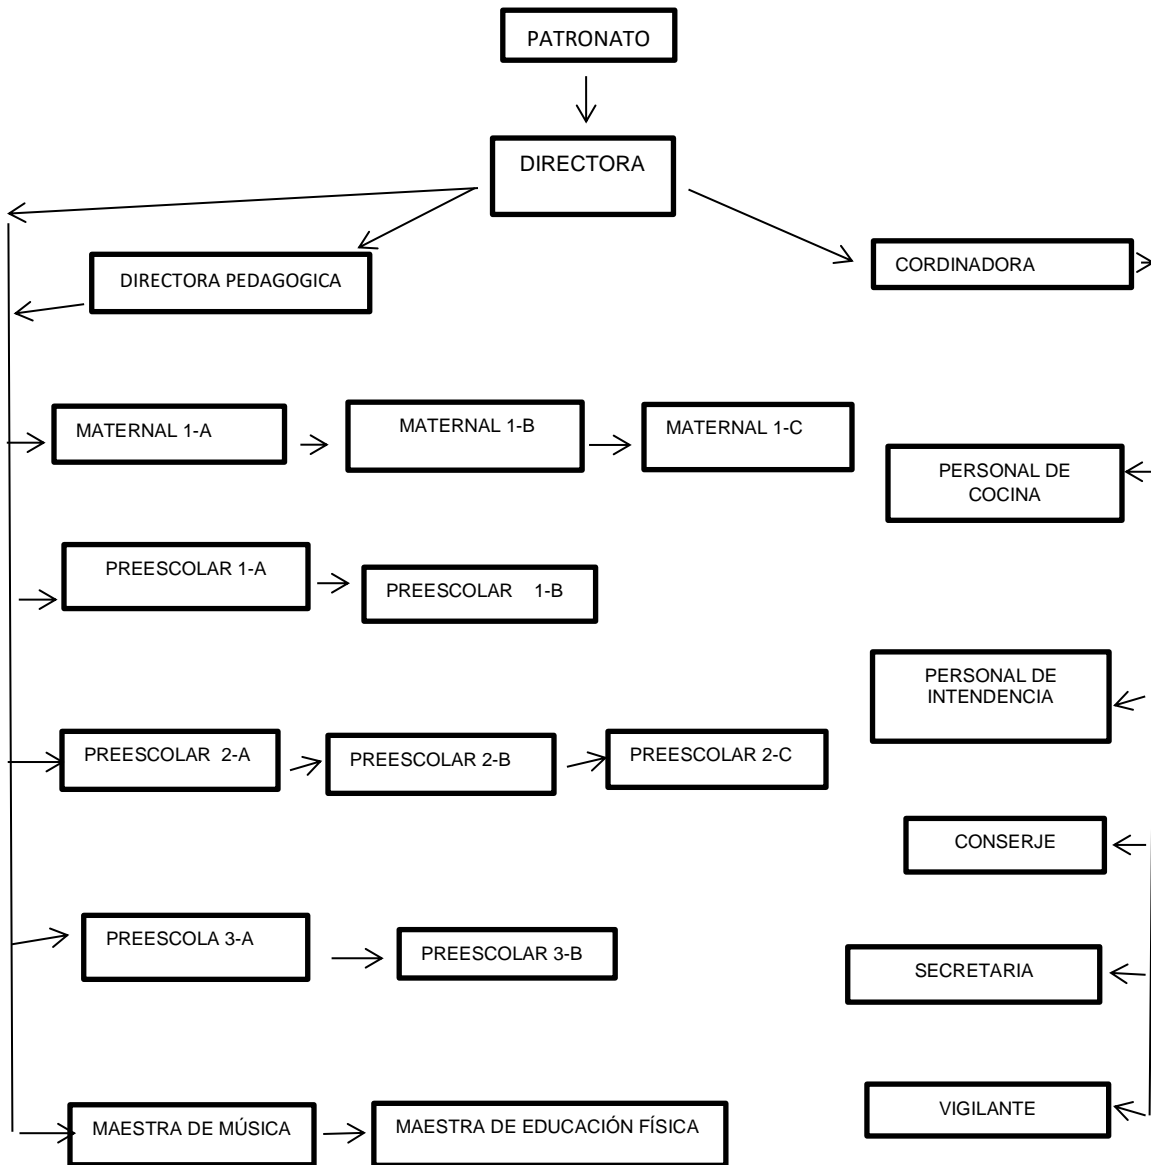 PATRONATO
DIRECTORA
DIRECTORA PEDAGOGICA
CORDINADORA
MATERNAL 1-A
MATERNAL 1-B
MATERNAL 1-C
PERSONAL DE
COCINA
PREESCOLAR 1-A
PREESCOLAR 1-B
PERSONAL DE
INTENDENCIA
PREESCOLAR 2-A
PREESCOLAR 2-B
PREESCOLAR 2-C
CONSERJE
PREESCOLA 3-A
PREESCOLAR 3-B
SECRETARIA
MAESTRA DE MÚSICA
MAESTRA DE EDUCACIÓN FÍSICA
VIGILANTE